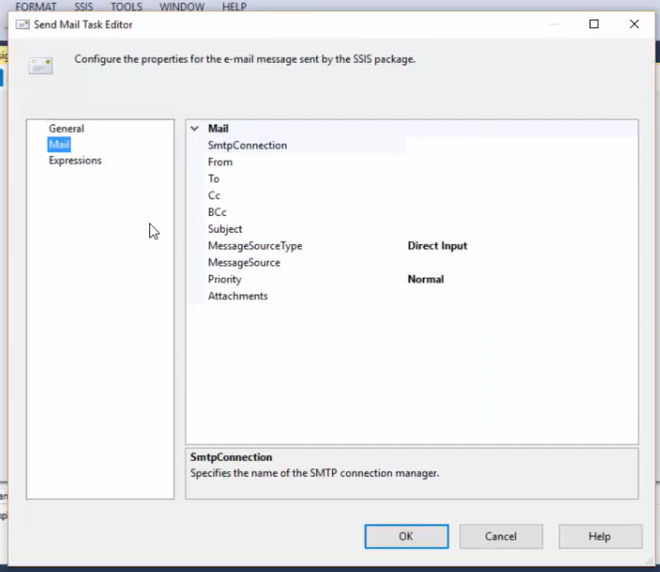 FORMAT SSIS TOOLS WINDOW HELP
Send Mail Task Editor
Configure the properties for the e-mail message sent by the SSIS package.
General
Mail
Expressions
Mail
SmtpConnection
From
To
Cc
BCc
Subject
MessageSourceType Direct Input
MessageSource
Priority Normal
Attachments
SmtpConnection
Specifies the name of the SMTP connection manager.
OK Cancel Help